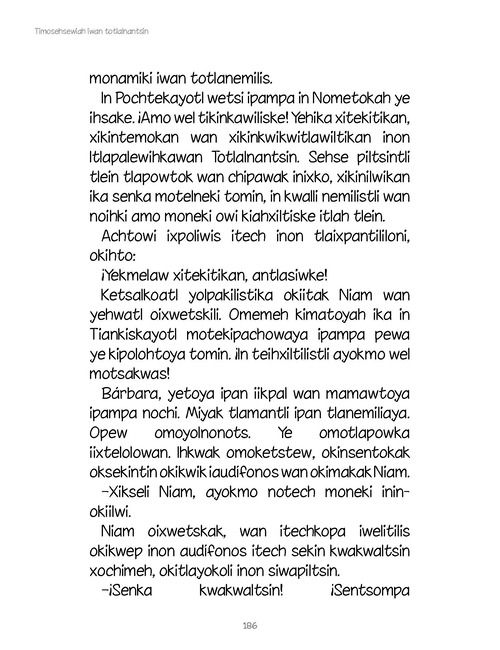 Timosehsewiah iwan totlalnantsin
monamiki iwan totlanemilis.
In Pochtekayotl wetsi ipampa in Nometokah ye
ihsake. ¡Amo wel tikinkawiliske! Yehika xitekitikan,
xikintemokan wan xikinkwikwitlawiltikan inon
Itlapalewihkawan Totlalnantsin. Sehse piltsintli
tlein tlapowtok wan chipawak inixko, xikinilwikan
ika senka motelneki tomin, in kwalli nemilistli wan
noihki amo moneki owi kiahxiltiske itlah tlein.
Achtowi ixpoliwis itech inon tlaixpantililoni,
okihto:
¡Yekmelaw xitekitikan, antlasiwke!
Ketsalkoatl yolpakilistika okiitak Niam wan
yehwatl oixwetskili. Omemeh kimatoyah ika in
Tiankiskayotl motekipachowaya ipampa pewa
ye kipolohtoya tomin. ¡In teihxiltilistli ayokmo wel
motsakwas!
Bárbara, yetoya ipan iikpal wan mamawtoya
ipampa nochi. Miyak tlamantli ipan tlanemiliaya.
Opew omoyolnonots. Ye omotlapowka
iixtelolowan. Ihkwak omoketstew, okinsentokak
oksekintin okikwik iaudífonos wan okimakak Niam.
–Xikseli Niam, ayokmo notech moneki inin-
okiilwi.
Niam oixwetskak, wan itechkopa iwelitilis
okikwep inon audífonos itech sekin kwakwaltsin
xochimeh, okitlayokoli inon siwapiltsin.
–¡Senka kwakwaltsin! ¡Sentsompa
186